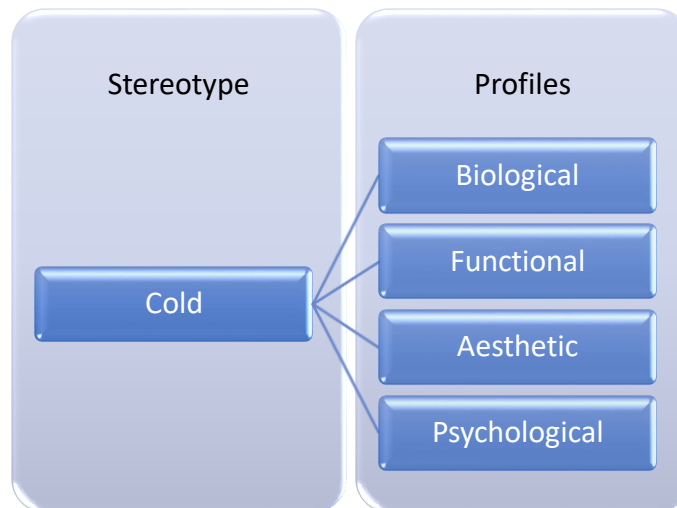 Stereotype
Profiles
Cold
Biological
Functional
Aesthetic
Psychological